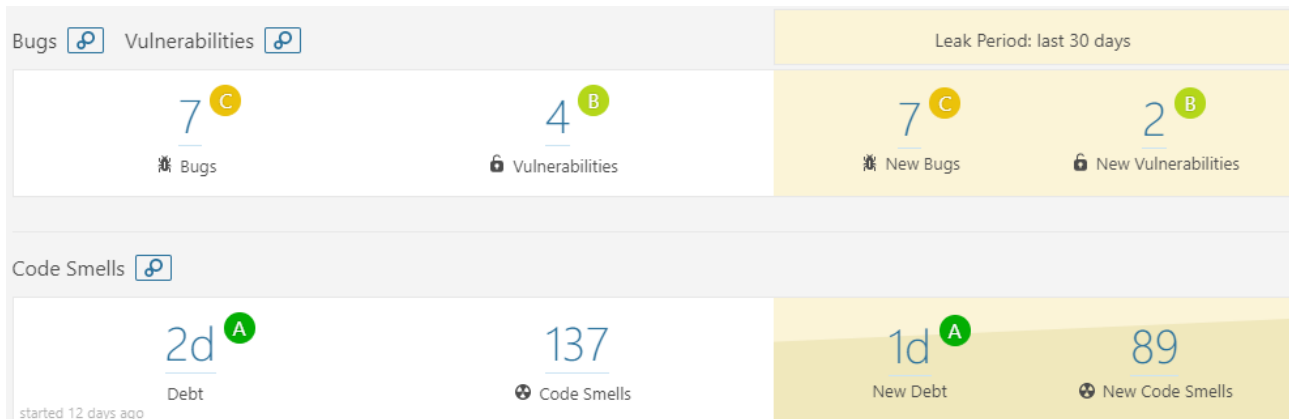 Bugs Vulnerabilities
Leak Period: last 30 days
7 C
Bugs
4 B
Vulnerabilities
7 C
New Bugs
2 B
New Vulnerabilities
Code Smells
2d A
Debt
started 12 days ago
137
Code Smells
1d A
New Debt
89
New Code Smells